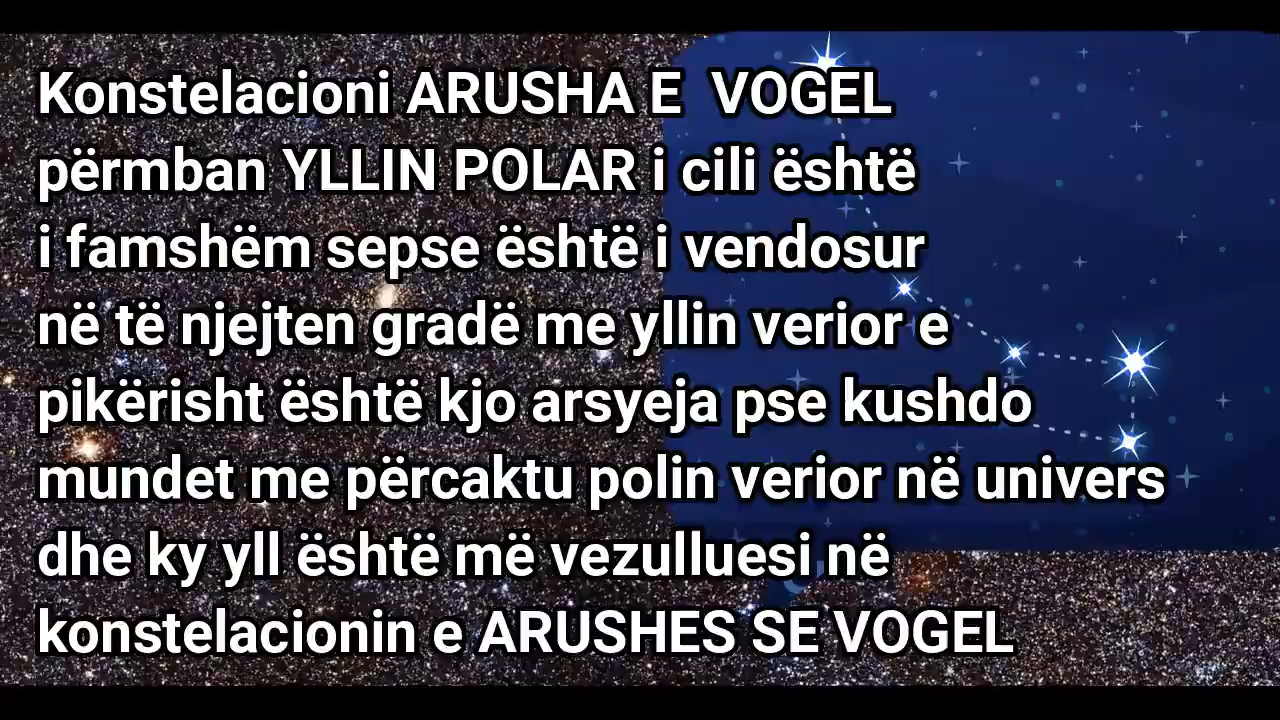 Konstelacioni ARUSHA E VOGEL
përmban YLLIN POLAR i cili është
i famshëm sepse është i vendosur
në të njejten gradë me yllin verior e
pikërisht është kjo arsyeja pse kushdo
mundet me përcaktu polin verior në univers
dhe ky yll është më vezulluesi në
konstelacionin e ARUSHES SE VOGEL